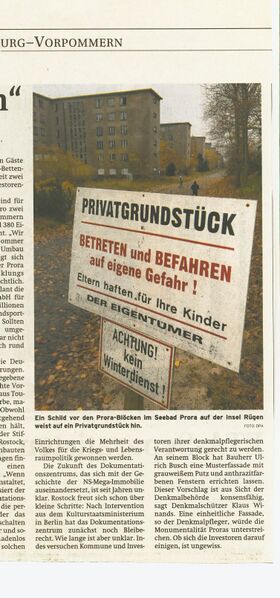 URG–VORPOMMERN
n“
PRIVATGRUNDSTÜCK
BETRETEN und BEFAHREN
auf eigene Gefahr !
Eltern haften für Ihre Kinder
DER EIGENTÜMER
ACHTUNG!
kein
Winterdienst !
Ein Schild vor den Prora-Blöcken im Seebad Prora auf der Insel Rügen
weist auf ein Privatgrundstück hin.
FOTO: DPA
Einrichtungen die Mehrheit des
Volkes für die Kriegs- und Lebens-
raumpolitik gewonnen werden.
Die Zukunft des Dokumentati-
onszentrums, das sich mit der Ge-
schichte der NS-Mega-Immobilie
auseinandersetzt, ist seit Jahren un-
klar. Rostock freut sich schon über
kleine Schritte: Nach Intervention
aus dem Kulturstaatsministerium
in Berlin hat das Dokumentations-
zentrum zunächst noch Bleibe-
recht. Wie lange ist aber unklar. In-
des versuchen Kommune und Inves-
toren ihrer denkmalpflegerischen
Verantwortung gerecht zu werden.
An seinem Block hat Bauherr Ul-
rich Busch eine Musterfassade mit
grauweißem Putz und anthrazitfar-
benen Fenstern errichten lassen.
Dieser Vorschlag ist aus Sicht der
Denkmalbehörde konsensfähig,
sagt Denkmalschützer Klaus Wi-
nands. Eine einheitliche Fassade,
so der Denkmalpfleger, würde die
Monumentalität Proras unterstrei-
chen. Ob sich die Investoren darauf
einigen, ist ungewiss.